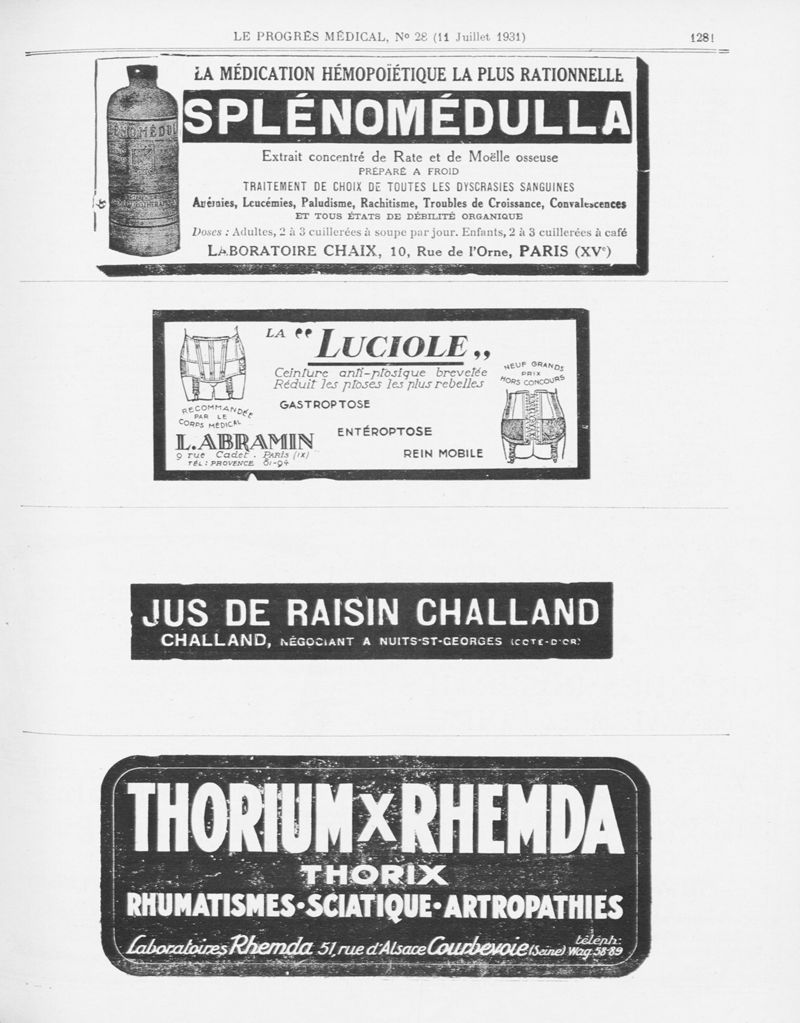 LE PROGRÈS MÉDICAL, No 28 (11 Juillet 1931)
1281
LA MÉDICATION HÉMOPOÏÉTIQUE LA PLUS RATIONNELLE
SPLÉNOMÉDULLA
Extrait concentré de Rate et de Moëlle osseuse
PRÉPARÉ A FROID
TRAITEMENT DE CHOIX DE TOUTES LES DYSCRASIES SANGUINES
Anémies, Leucémies, Paludisme, Rachitisme, Troubles de Croissance, Convalescences
ET TOUS ÉTATS DE DÉBILITÉ ORGANIQUE
Doses : Adultes, 2 à 3 cuillerées à soupe par jour. Enfants, 2 à 3 cuillerées à café
LABORATOIRE CHAIX, 10, Rue de l'Orne, PARIS (XVe)
LA "LUCIOLE„
Ceinture anti-ptosique brevetée
Réduit les ptoses les plus rebelles
RECOMMANDÉE
PAR LE
CORPS MÉDICAL
NEUF GRANDS
PRIX
HORS CONCOURS
GASTROPTOSE
ENTÉROPTOSE
REIN MOBILE
L.ABRAMIN
9 rue Cadet. PARIS (IX)
TÉL: PROVENCE 61-94
JUS DE RAISIN CHALLAND
CHALLAND, NÉGOCIANT A NUITS-ST-GEORGES (COTE-D'OR)
THORIUM X RHEMDA
THORIX
RHUMATISMES·SCIATIQUE·ARTROPATHIES
Laboratoires Rhemda 51, rue d'Alsace Courbevoie (Seine) téléph: Wag. 58-89